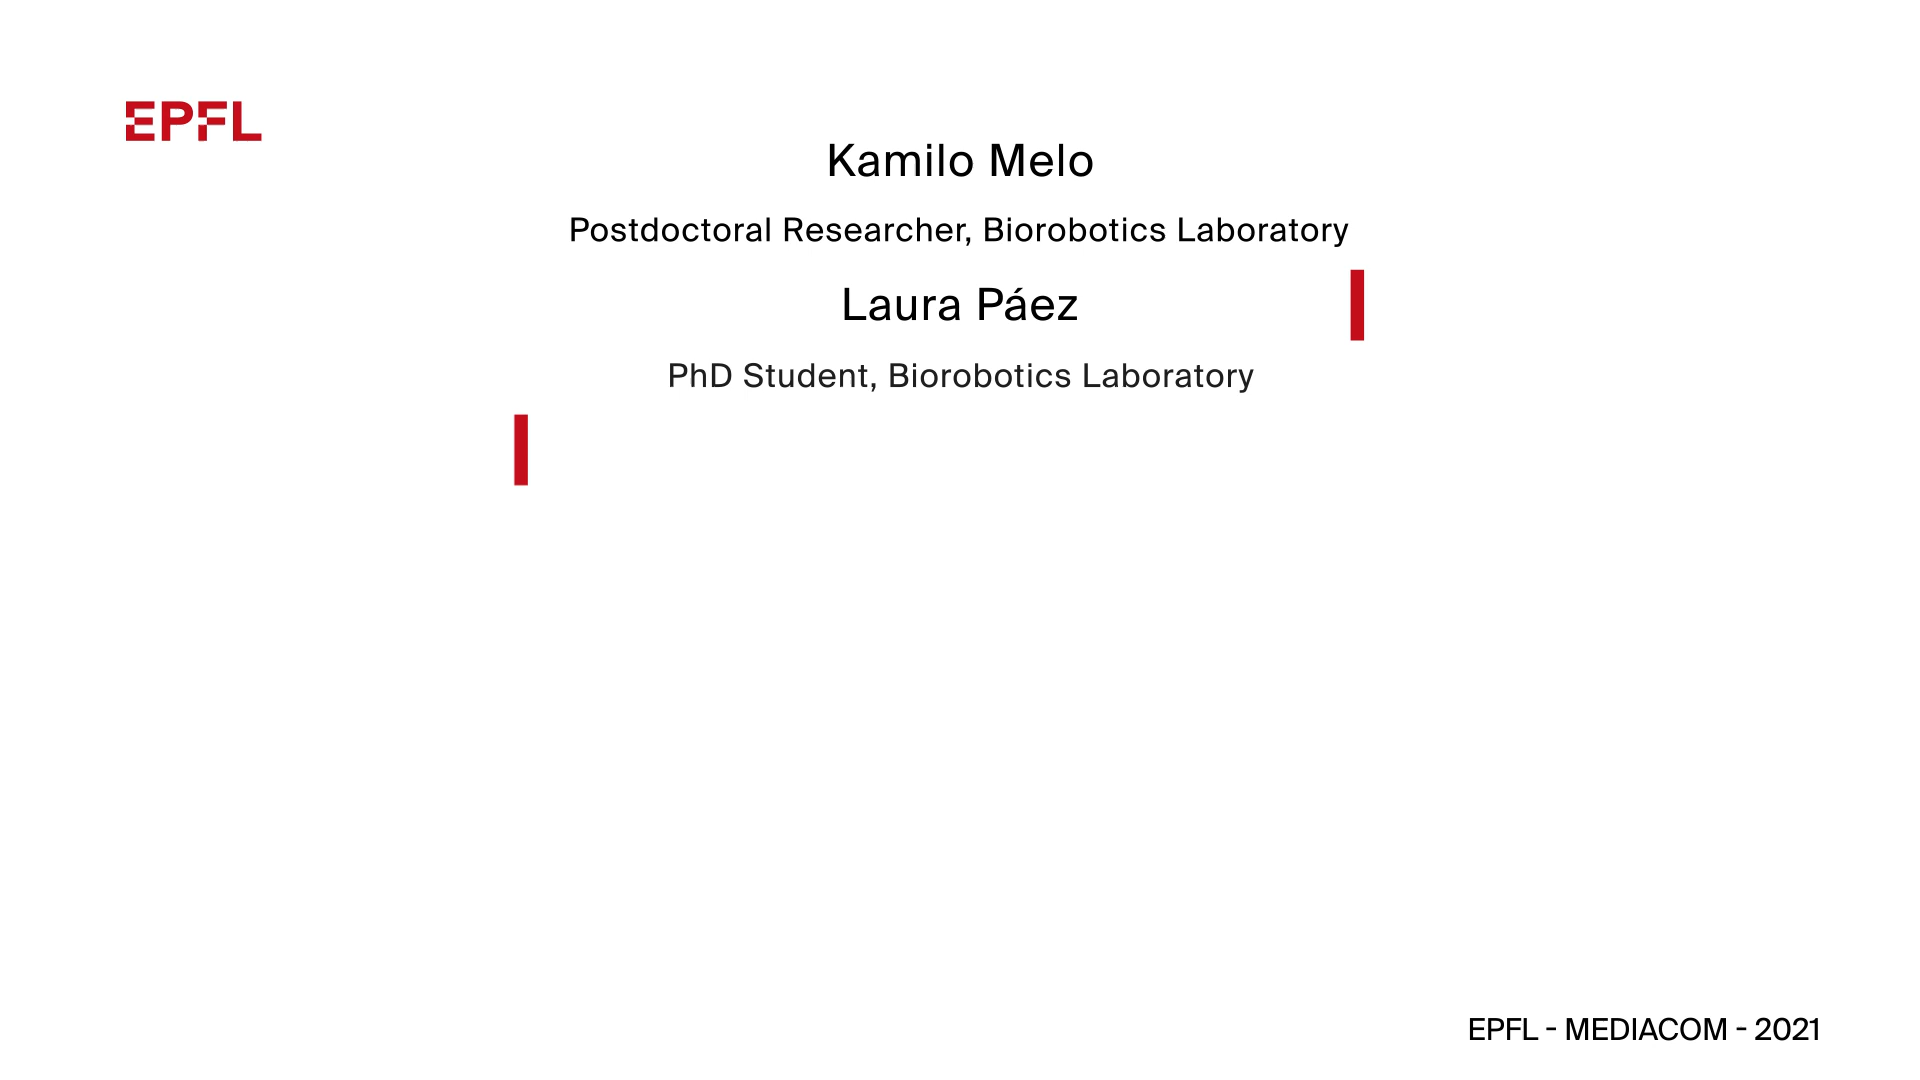 EPFL
Kamilo Melo
Postdoctoral Researcher, Biorobotics Laboratory
Laura Páez
PhD Student, Biorobotics Laboratory
EPFL - MEDIACOM - 2021